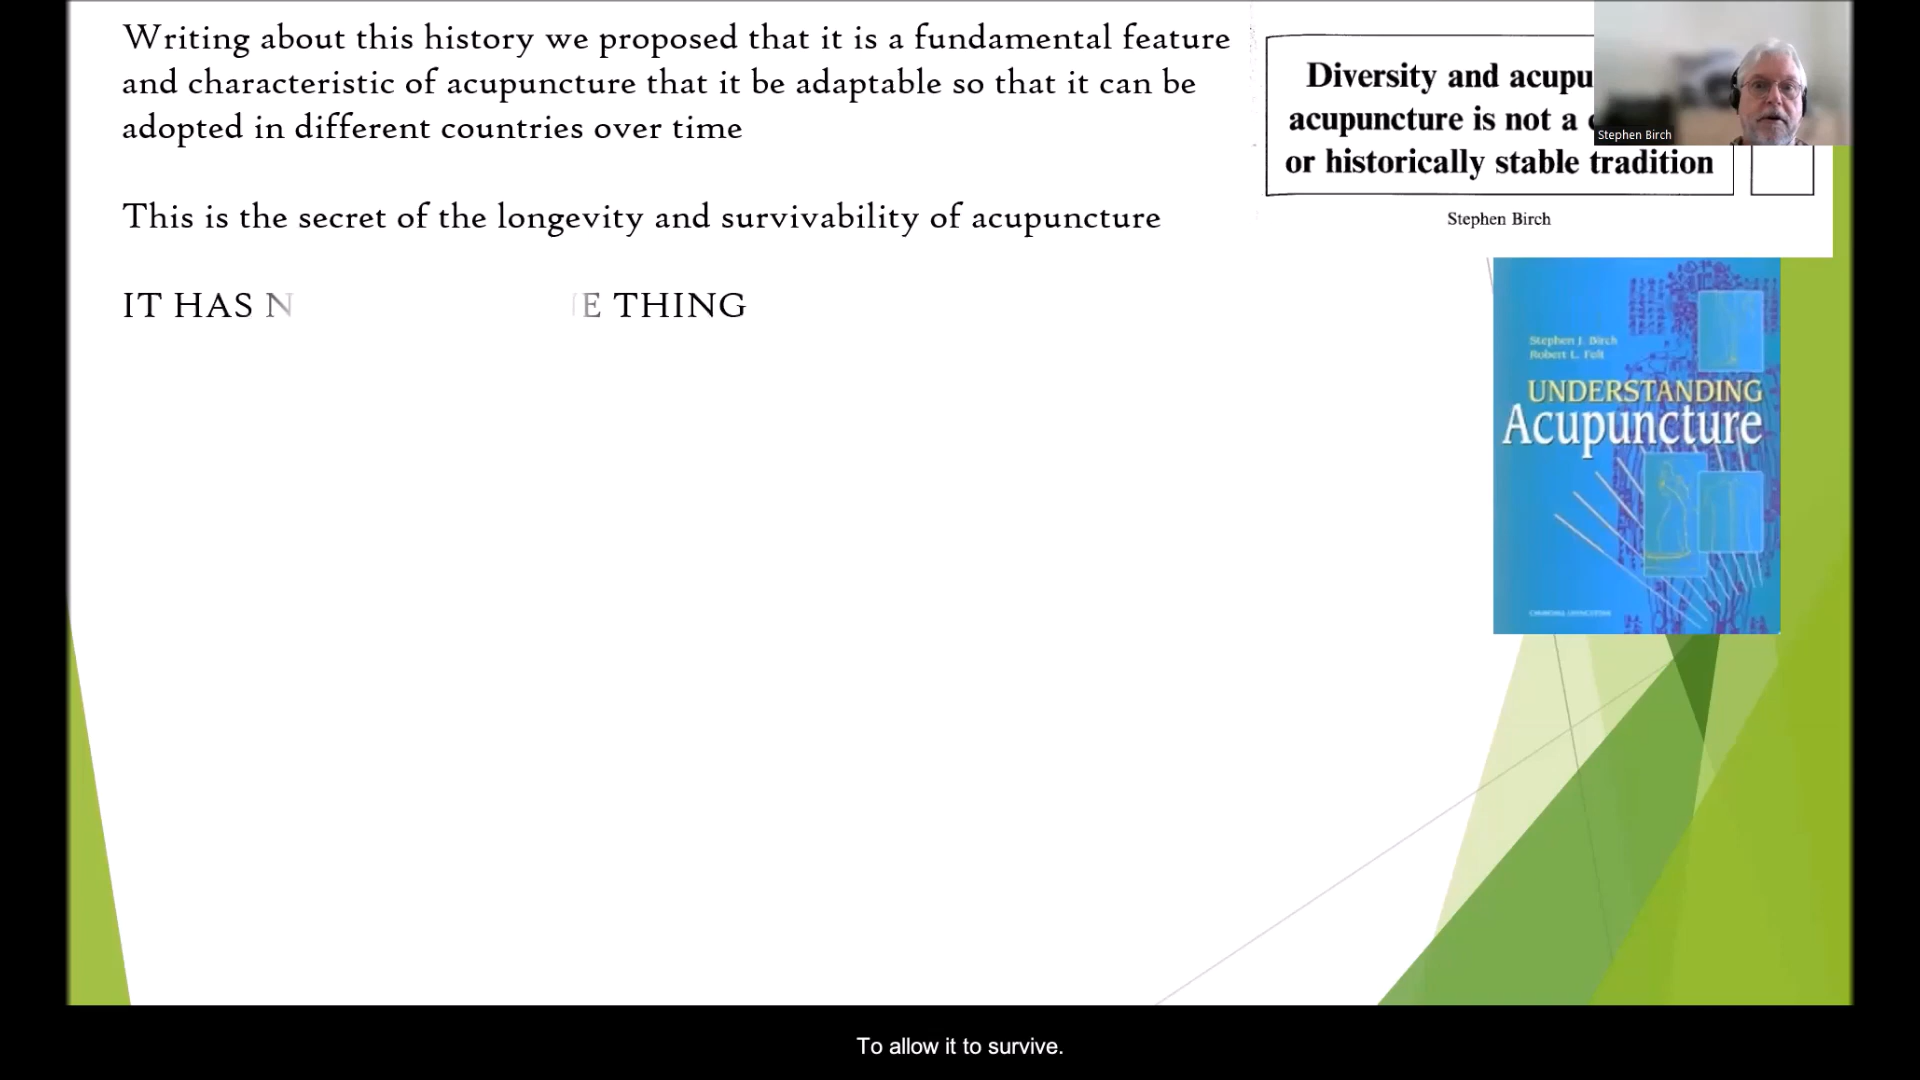 Writing about this history we proposed that it is a fundamental feature
and characteristic of acupuncture that it be adaptable so that it can be
adopted in different countries over time
This is the secret of the longevity and survivability of acupuncture
IT HAS N
E THING
Diversity and acupu
acupuncture is not a
or historically stable tradition
Stephen Birch
Stephen Birch
Stephen J. Birch
Robert L. Felt
UNDERSTANDING
Acupuncture
CHURCHILL LIVINGSTONE
To allow it to survive.